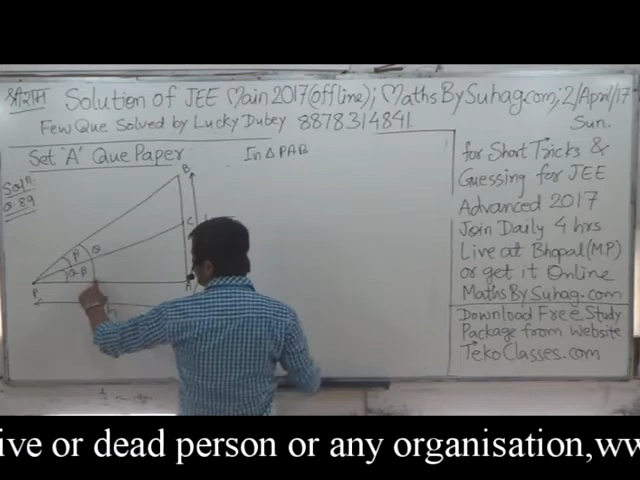 श्रीराम Solution of JEE Main 2017(offline); MathsBySuhag.com; 2/April/17
Few Que Solved by Lucky Dubey 8878314841
Sun.
Set 'A' Que Paper
In △ PAB
Solⁿ
Q.89
B
C
β
θ
θ-β
P
A
for Short Tricks &
Guessing for JEE
Advanced 2017
Join Daily 4 hrs
Live at Bhopal(M.P.)
or get it Online
MathsBySuhag.com
Download Free Study
Package from Website
TekoClasses.com
ive or dead person or any organisation,ww